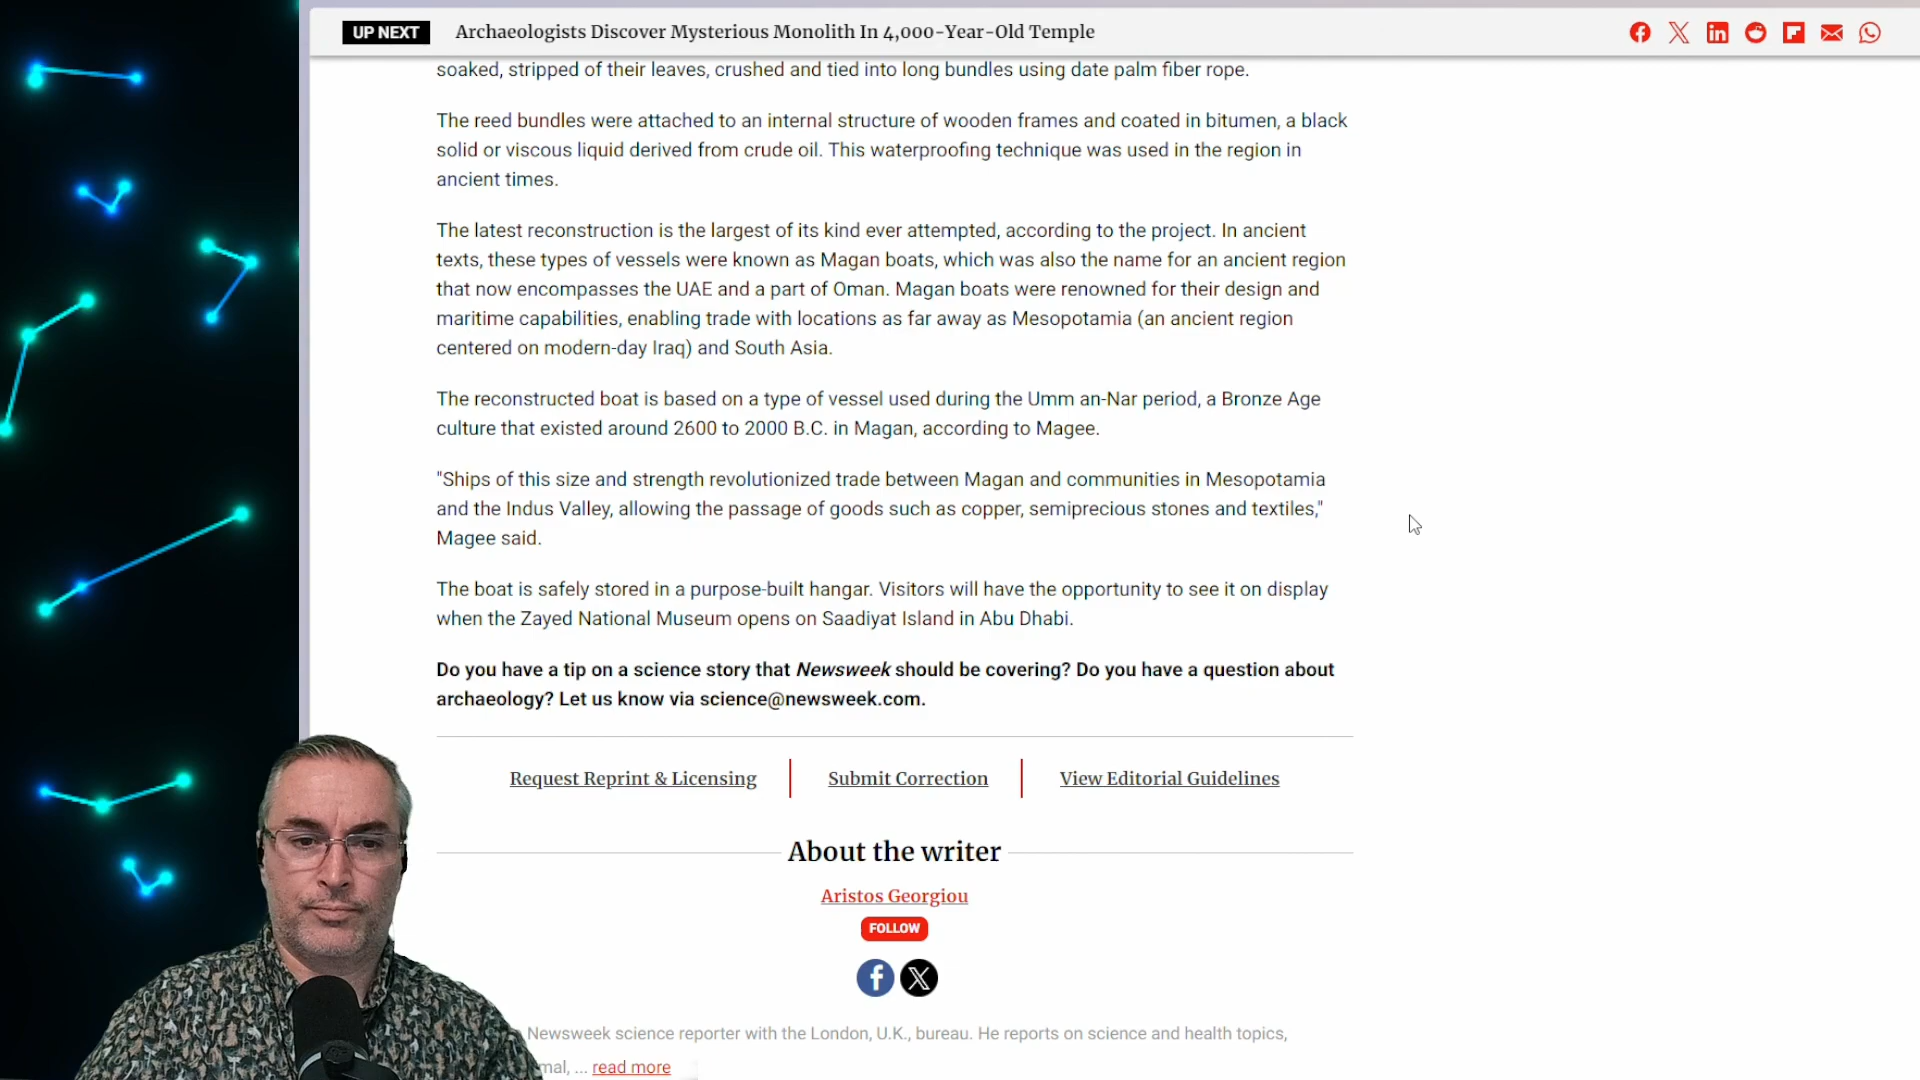 UP NEXT Archaeologists Discover Mysterious Monolith In 4,000-Year-Old Temple
soaked, stripped of their leaves, crushed and tied into long bundles using date palm fiber rope.
The reed bundles were attached to an internal structure of wooden frames and coated in bitumen, a black
solid or viscous liquid derived from crude oil. This waterproofing technique was used in the region in
ancient times.
The latest reconstruction is the largest of its kind ever attempted, according to the project. In ancient
texts, these types of vessels were known as Magan boats, which was also the name for an ancient region
that now encompasses the UAE and a part of Oman. Magan boats were renowned for their design and
maritime capabilities, enabling trade with locations as far away as Mesopotamia (an ancient region
centered on modern-day Iraq) and South Asia.
The reconstructed boat is based on a type of vessel used during the Umm an-Nar period, a Bronze Age
culture that existed around 2600 to 2000 B.C. in Magan, according to Magee.
"Ships of this size and strength revolutionized trade between Magan and communities in Mesopotamia
and the Indus Valley, allowing the passage of goods such as copper, semiprecious stones and textiles,"
Magee said.
The boat is safely stored in a purpose-built hangar. Visitors will have the opportunity to see it on display
when the Zayed National Museum opens on Saadiyat Island in Abu Dhabi.
Do you have a tip on a science story that Newsweek should be covering? Do you have a question about
archaeology? Let us know via science@newsweek.com.
Request Reprint & Licensing Submit Correction View Editorial Guidelines
About the writer
Aristos Georgiou
FOLLOW
Newsweek science reporter with the London, U.K., bureau. He reports on science and health topics,
... read more